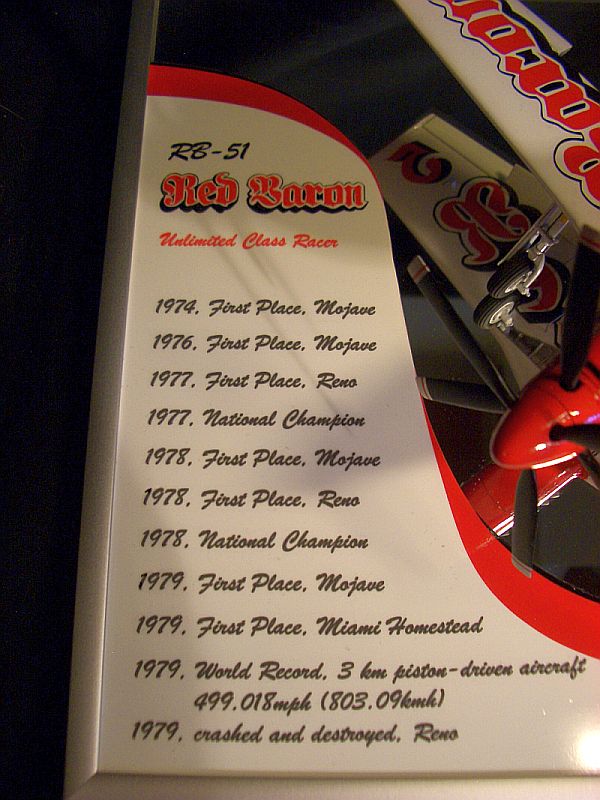 RB-51
Red Baron
Unlimited Class Racer
1974, First Place, Mojave
1976, First Place, Mojave
1977, First Place, Reno
1977, National Champion
1978, First Place, Mojave
1978, First Place, Reno
1978, National Champion
1979, First Place, Mojave
1979, First Place, Miami Homestead
1979, World Record, 3 km piston-driven aircraft
499.018mph (803.09kmh)
1979, crashed and destroyed, Reno